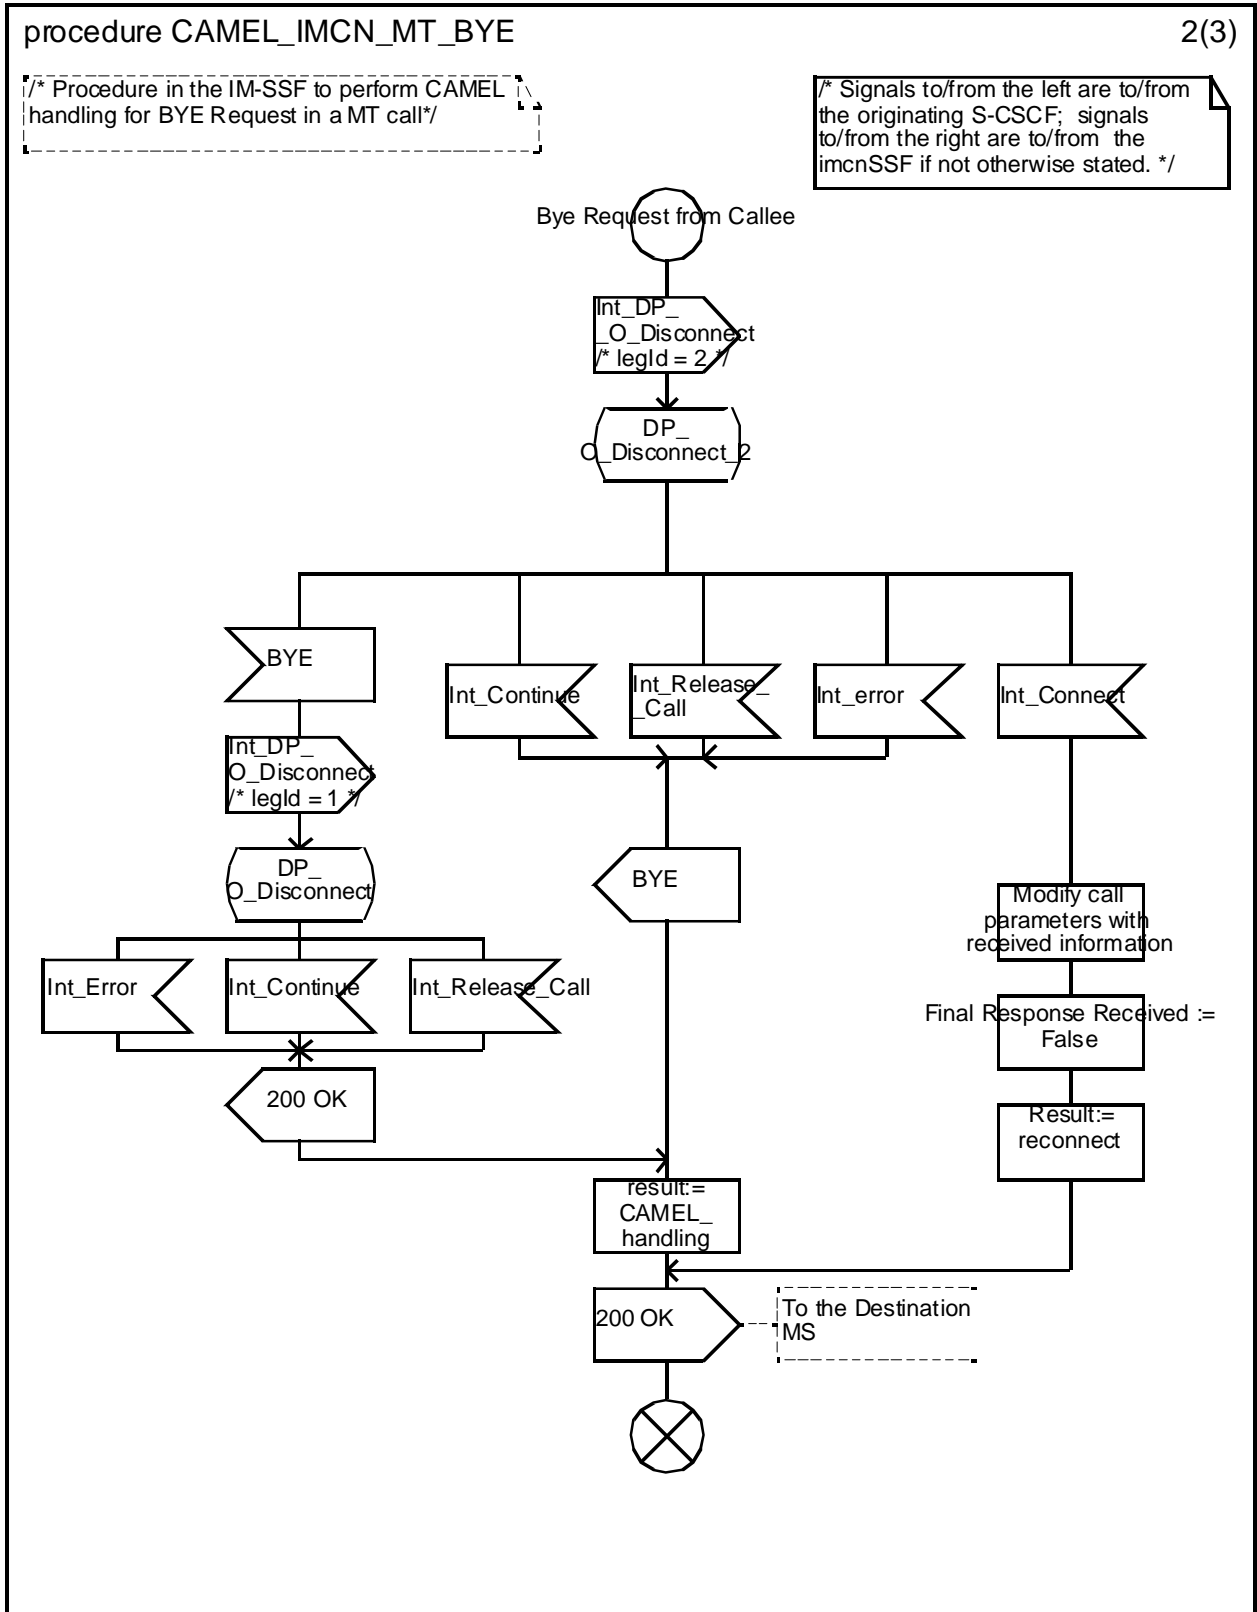 procedure CAMEL_IMCN_MT_BYE
2(3)
/* Procedure in the IM-SSF to perform CAMEL
handling for BYE Request in a MT call*/
/* Signals to/from the left are to/from
the originating S-CSCF;  signals
to/from the right are to/from  the
imcnSSF if not otherwise stated. */
Bye Request from Callee
Int_DP_
_O_Disconnect
/* legId = 2 */
DP_
O_Disconnect_2
BYE
Int_Continue
Int_Release_
_Call
Int_error
Int_Connect
Int_DP_
O_Disconnect
/* legId = 1 */
DP_
O_Disconnect
BYE
Modify call
parameters with
received information
Int_Error
Int_Continue
Int_Release_Call
Final Response Received :=
False
200 OK
Result:=
reconnect
result:=
CAMEL_
handling
200 OK
To the Destination
MS